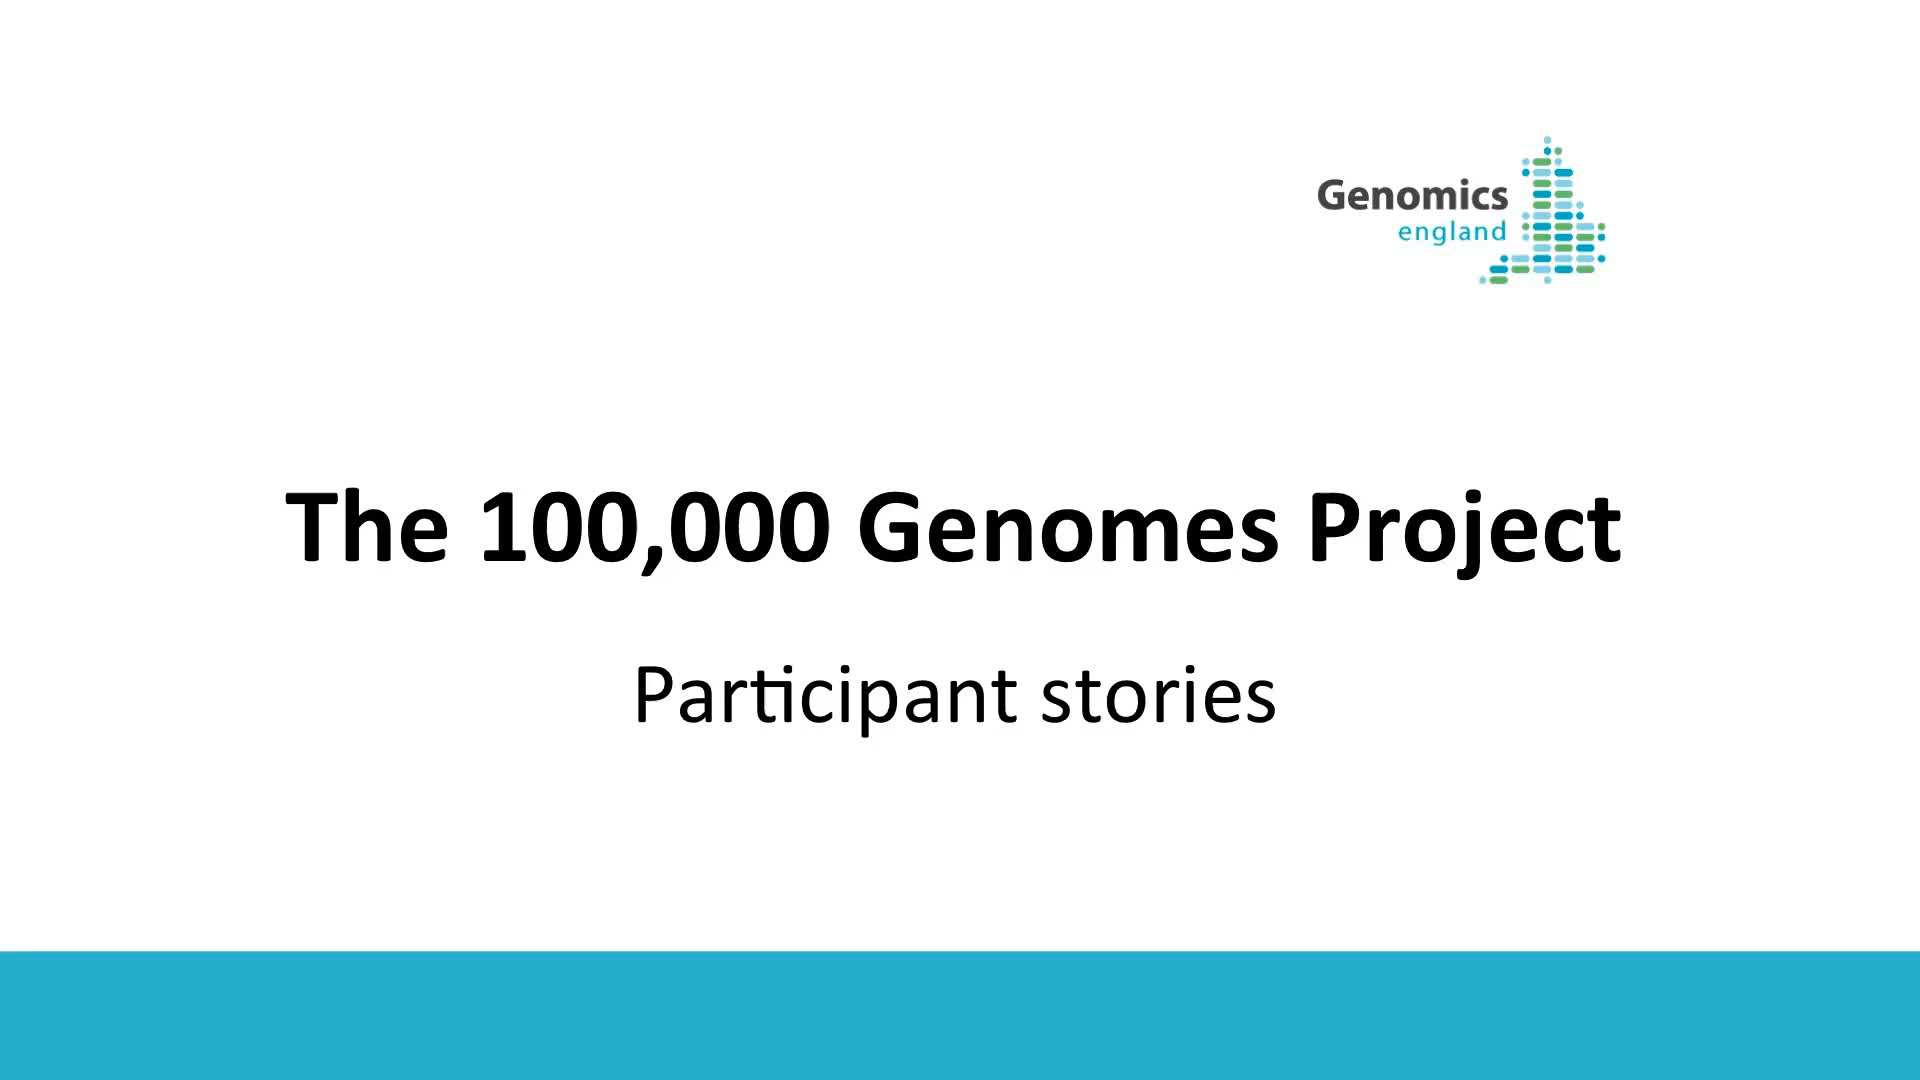 Genomics
england
The 100,000 Genomes Project
Participant stories